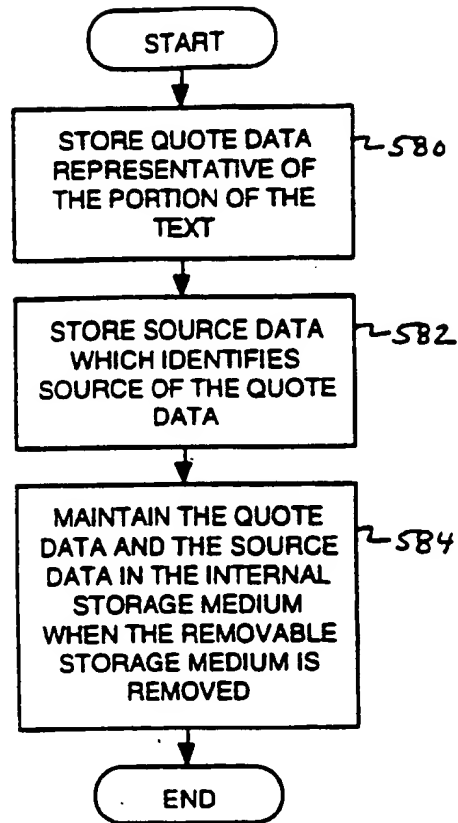 START
STORE QUOTE DATA
REPRESENTATIVE OF
THE PORTION OF THE
TEXT
580
STORE SOURCE DATA
WHICH IDENTIFIES
SOURCE OF THE QUOTE
DATA
582
MAINTAIN THE QUOTE
DATA AND THE SOURCE
DATA IN THE INTERNAL
STORAGE MEDIUM
WHEN THE REMOVABLE
STORAGE MEDIUM IS
REMOVED
584
END